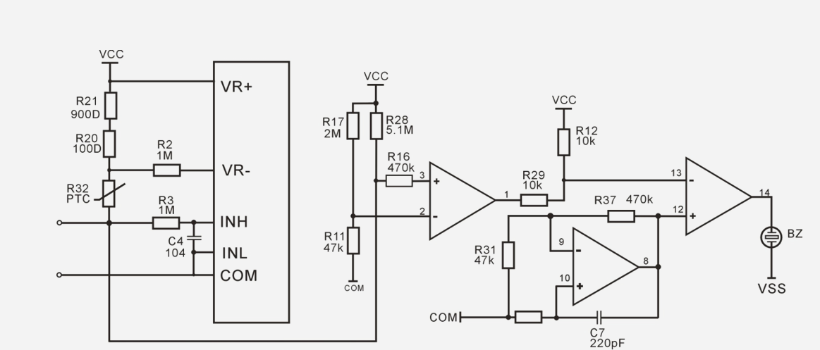 VCC
R21
900D
R20
100D
R32
PTC
R2
1M
R3
1M
C4
104
VR+
VR-
INH
INL
COM
VCC
R17
2M
R28
5.1M
R16
470k
3
+
2
-
1
R11
47k
COM
VCC
R12
10k
R29
10k
13
-
12
+
14
R37 470k
R31
47k
9
-
10
+
8
COM
C7
220pF
BZ
VSS